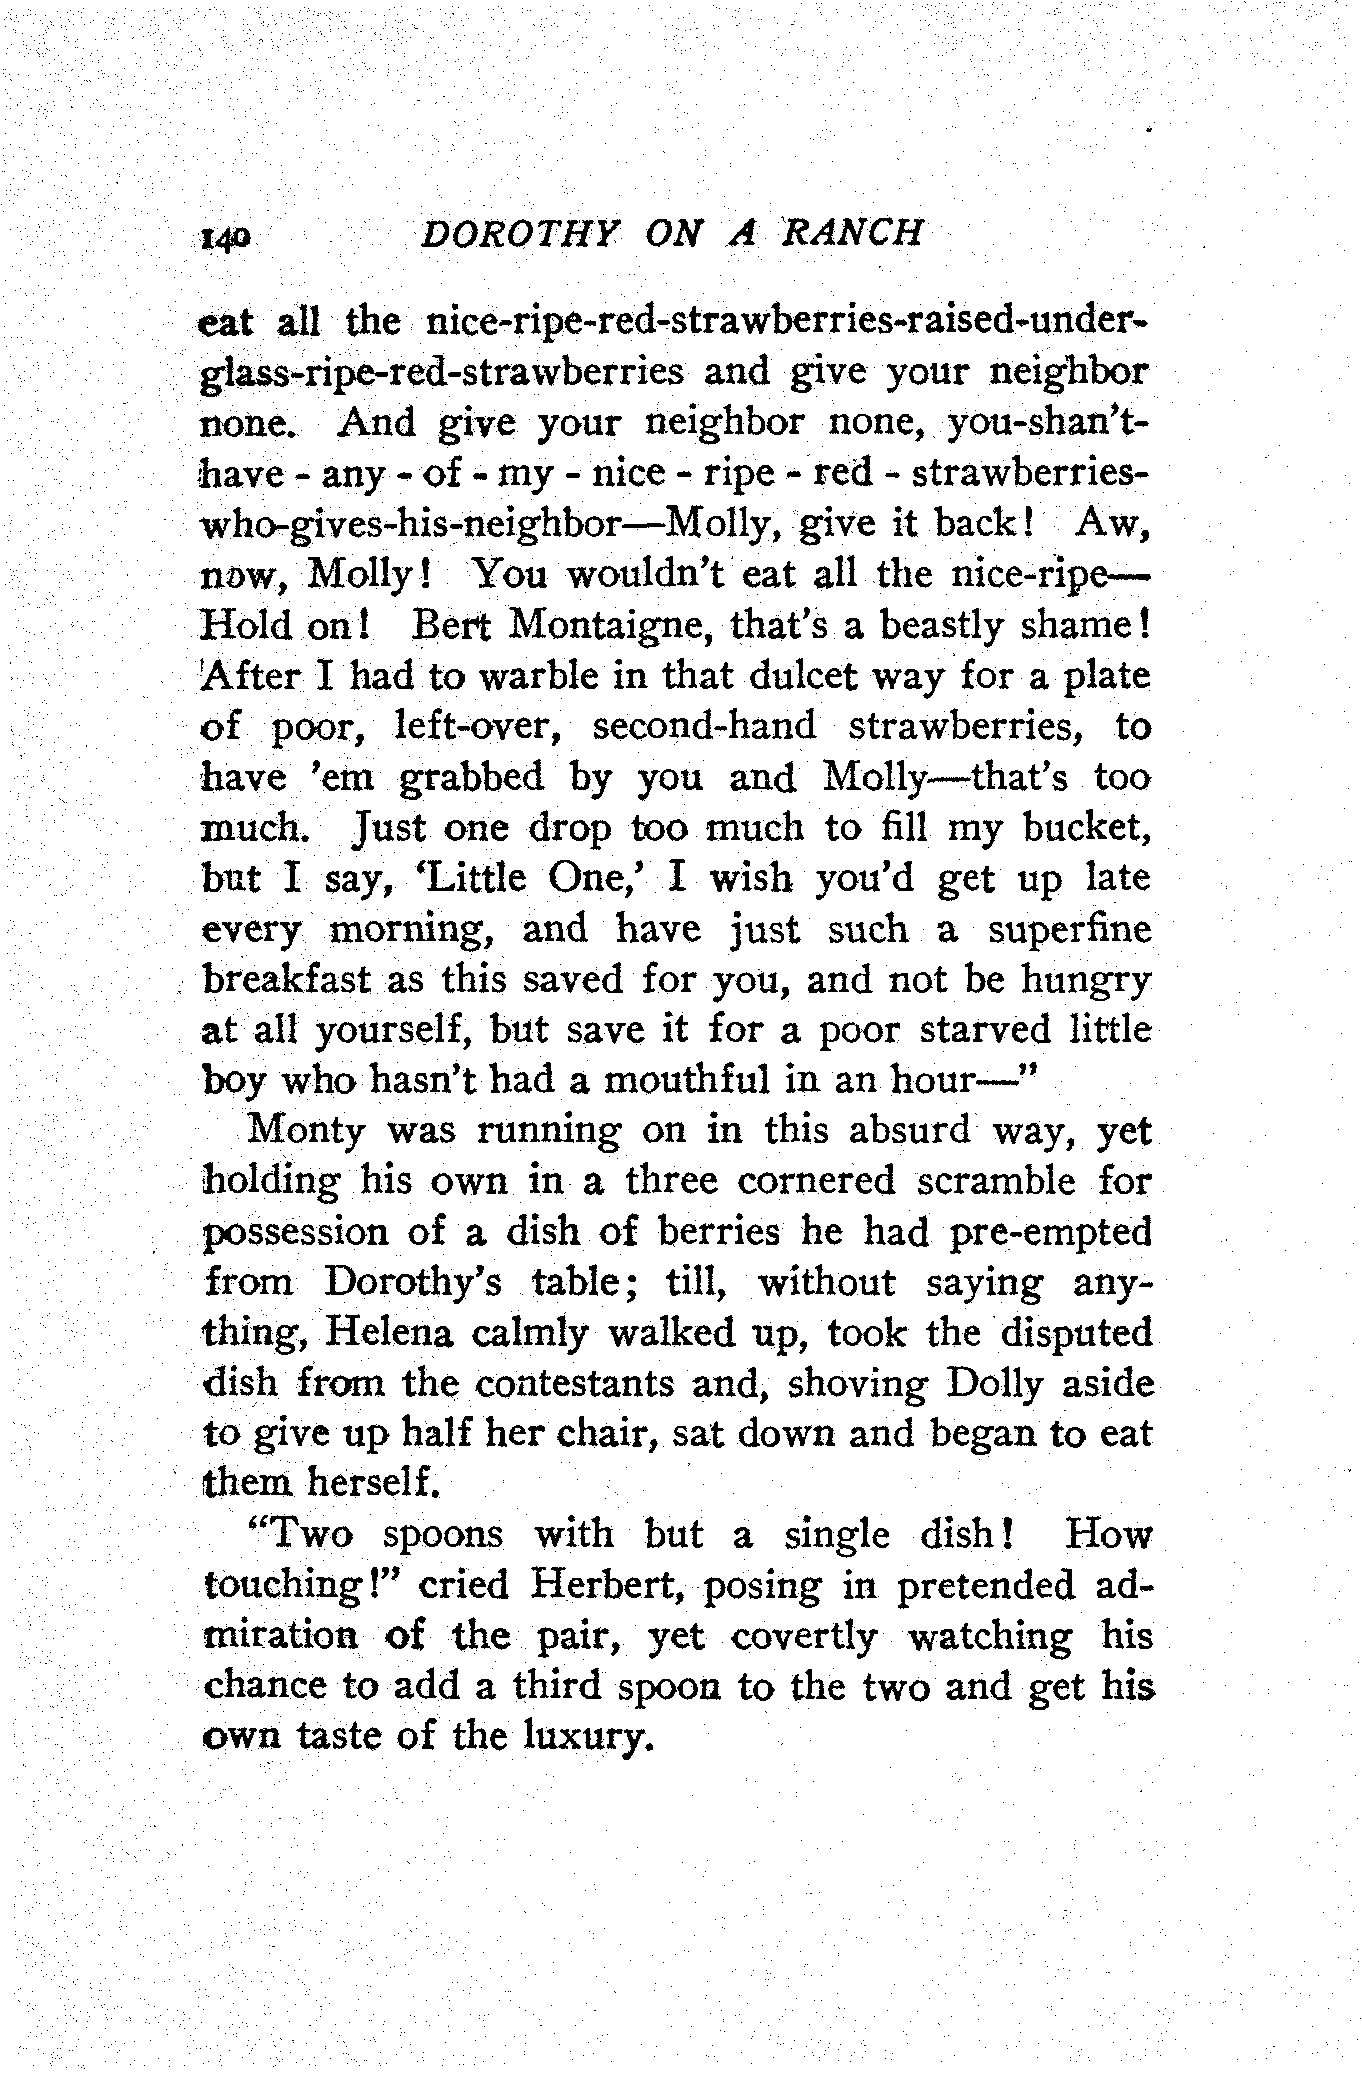 140 DOROTHY ON A RANCH
eat all the nice-ripe-red-strawberries-raised-under-
glass-ripe-red-strawberries and give your neighbor
none. And give your neighbor none, you-shan't-
have - any - of - my - nice - ripe - red - strawberries-
who-gives-his-neighbor—Molly, give it back! Aw,
now, Molly! You wouldn't eat all the nice-ripe—
Hold on! Bert Montaigne, that's a beastly shame!
After I had to warble in that dulcet way for a plate
of poor, left-over, second-hand strawberries, to
have 'em grabbed by you and Molly—that's too
much. Just one drop too much to fill my bucket,
but I say, 'Little One,' I wish you'd get up late
every morning, and have just such a superfine
breakfast as this saved for you, and not be hungry
at all yourself, but save it for a poor starved little
boy who hasn't had a mouthful in an hour—"
Monty was running on in this absurd way, yet
holding his own in a three cornered scramble for
possession of a dish of berries he had pre-empted
from Dorothy's table; till, without saying any-
thing, Helena calmly walked up, took the disputed
dish from the contestants and, shoving Dolly aside
to give up half her chair, sat down and began to eat
them herself.
"Two spoons with but a single dish! How
touching!" cried Herbert, posing in pretended ad-
miration of the pair, yet covertly watching his
chance to add a third spoon to the two and get his
own taste of the luxury.